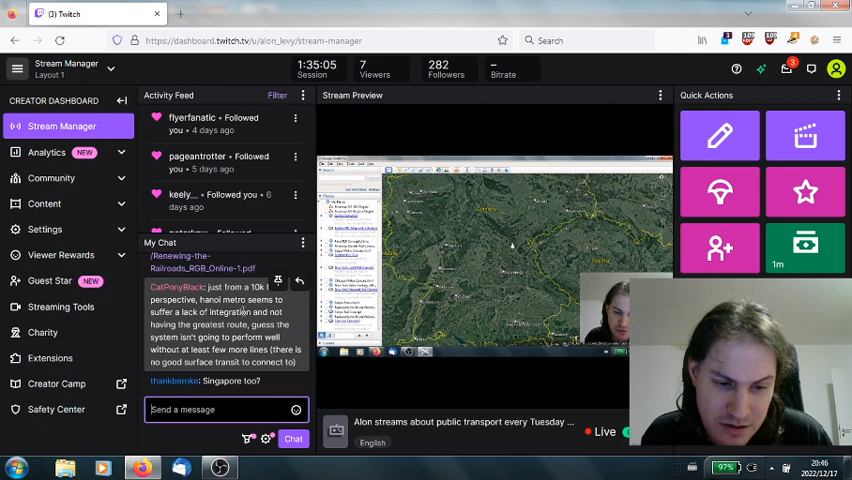 (3) Twitch
https://dashboard.twitch.tv/u/alon_levy/stream-manager
Search
Stream Manager
Layout 1
1:35:05
Session
7
Viewers
282
Followers
–
Bitrate
3
CREATOR DASHBOARD
Stream Manager
Analytics NEW
Community
Content
Settings
Viewer Rewards
Guest Star NEW
Streaming Tools
Charity
Extensions
Creator Camp
Safety Center
Activity Feed
Filter
flyerfanatic • Followed
you • 4 days ago
pageantrotter • Followed
you • 5 days ago
keely__ • Followed you • 6
days ago
My Chat
/Renewing-the-
Railroads_RGB_Online-1.pdf
CatPonyBlack: just from a 10k
perspective, hanoi metro seems to
suffer a lack of integration and not
having the greatest route, guess the
system isn't going to perform well
without at least few more lines (there is
no good surface transit to connect to)
thankbernke: Singapore too?
Send a message
Chat
Stream Preview
Alon streams about public transport every Tuesday ...
English
Live
Quick Actions
1m
97%
20:46
2022/12/17